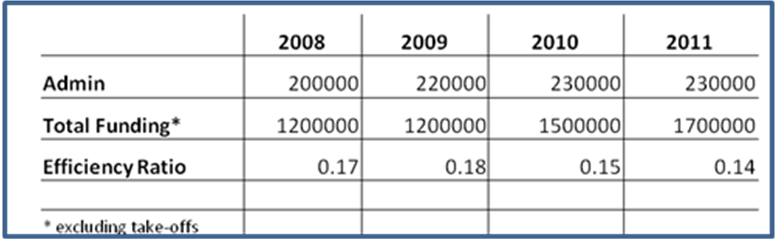 2008 2009 2010 2011
Admin 200000 220000 230000 230000
Total Funding* 1200000 1200000 1500000 1700000
Efficiency Ratio 0.17 0.18 0.15 0.14
* excluding take-offs